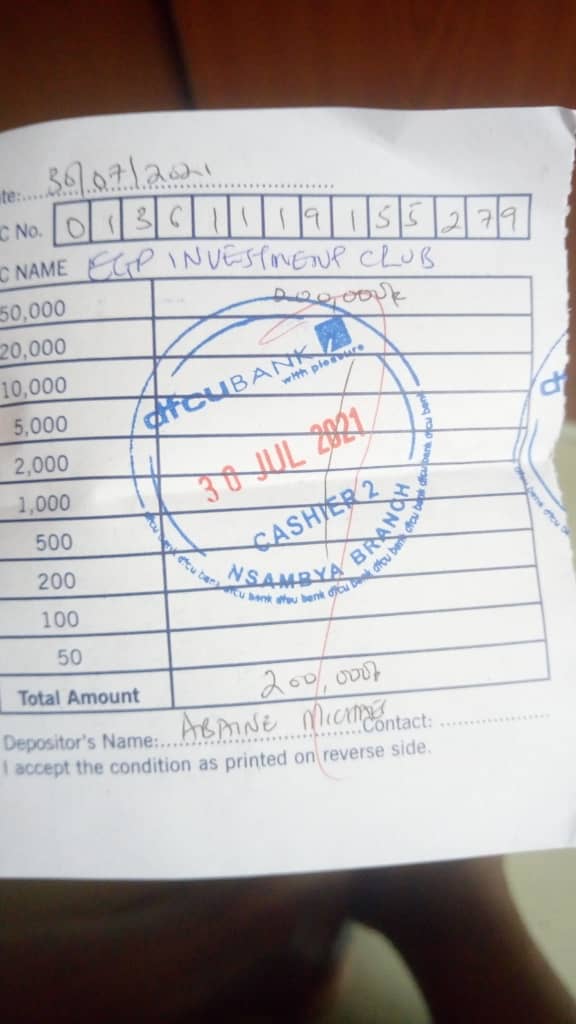 te: 30/07/2021
C No. 0 1 3 6 1 1 1 9 1 5 5 2 7 9
C NAME EGP INVESTMENT CLUB
50,000 200,000/=
20,000
10,000
5,000
2,000
1,000
500
200
100
50
Total Amount 200,000/=
Depositor's Name: ABAINE MICHAEL Contact:
I accept the condition as printed on reverse side.
dfcu BANK
with pleasure
30 JUL 2021
CASHIER 2
NSAMBYA BRANCH
dfcu bank dfcu bank dfcu bank dfcu bank dfcu bank dfcu bank dfcu bank